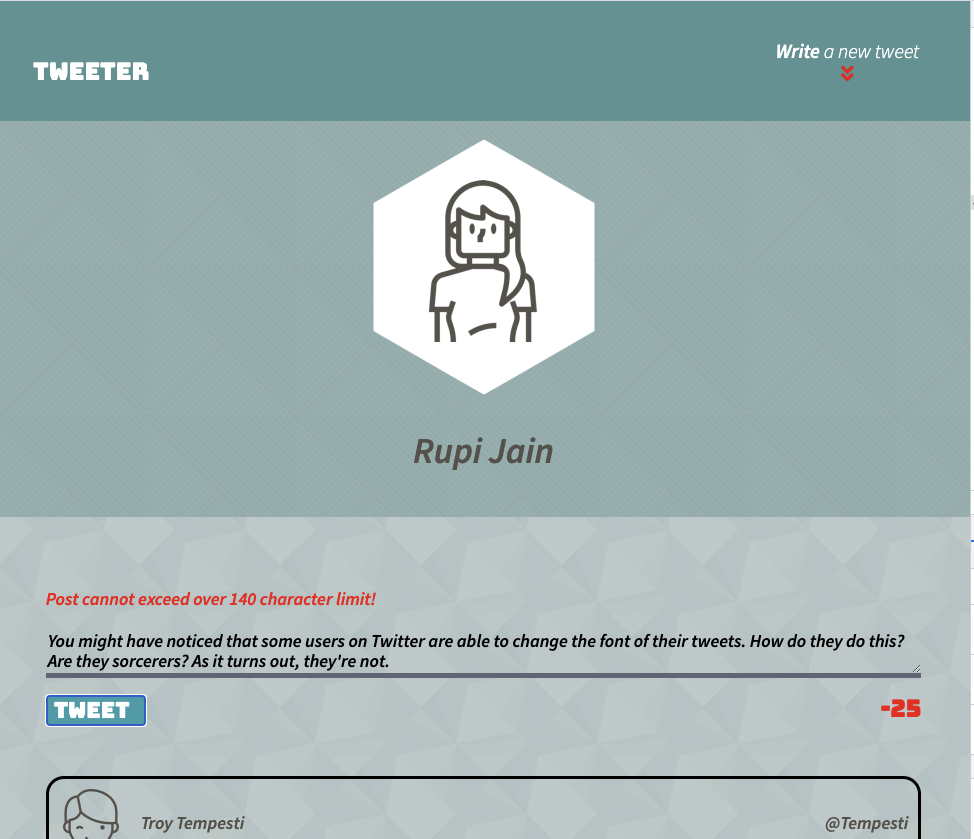 TWEETER
Write a new tweet
Rupi Jain
Post cannot exceed over 140 character limit!
You might have noticed that some users on Twitter are able to change the font of their tweets. How do they do this?
Are they sorcerers? As it turns out, they're not.
TWEET
-25
Troy Tempesti
@Tempesti